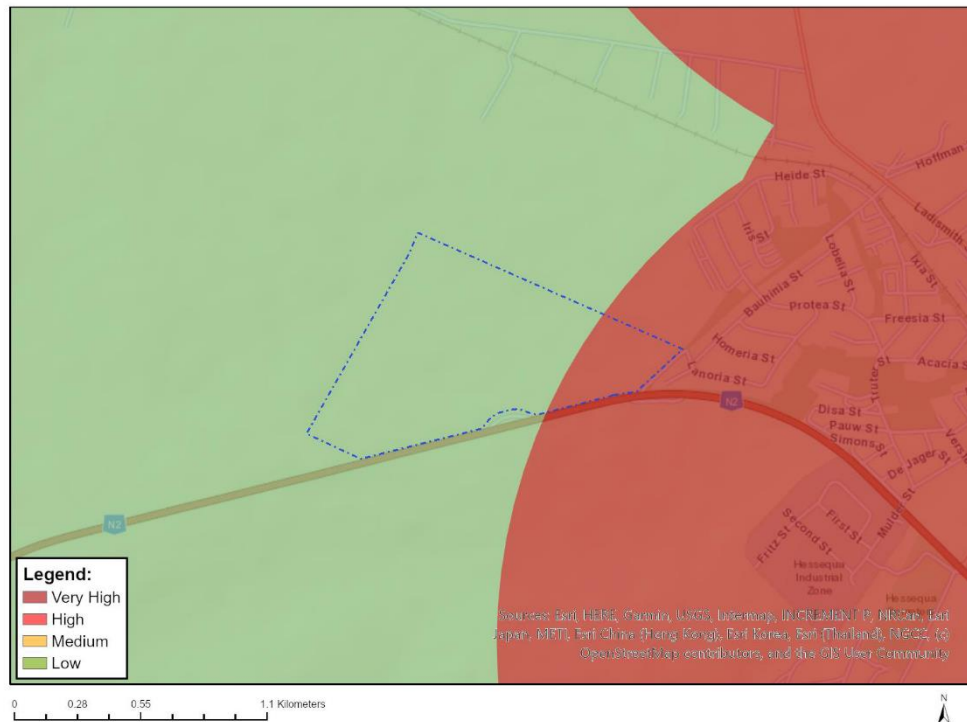 Heide St
Hoffman
Iris St
Ladismith
Lobelia St
Ixia St
Bauhinia St
Protea St
Freesia St
Homeria St
Truter St
Acacia S
Lanoria St
N2
Disa St
Pauw St
Simons St
De Jager St
Mulder St
First St
Second St
Fritz St
Hessequa
Industrial
Zone
Hessequa
N2
Legend:
Very High
High
Medium
Low
Sources: Esri, HERE, Garmin, USGS, Intermap, INCREMENT P, NRCan, Esri
Japan, METI, Esri China (Hong Kong), Esri Korea, Esri (Thailand), NGCC, (c)
OpenStreetMap contributors, and the GIS User Community
0 0.28 0.55 1.1 Kilometers
N